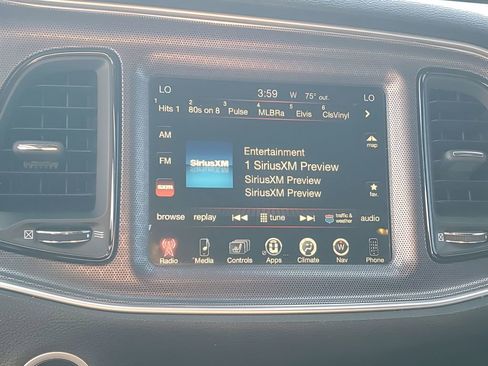 LO 3:59 W 75° out. LO
1 Hits 1 2 80s on 8 3 Pulse 4 MLBRa 5 Elvis 6 ClsVinyl
AM
FM
sxm
SiriusXM
Entertainment
1 SiriusXM Preview
SiriusXM Preview
SiriusXM Preview
map
fav.
browse replay tune traffic & weather audio
Radio Media Controls Apps Climate Nav Phone